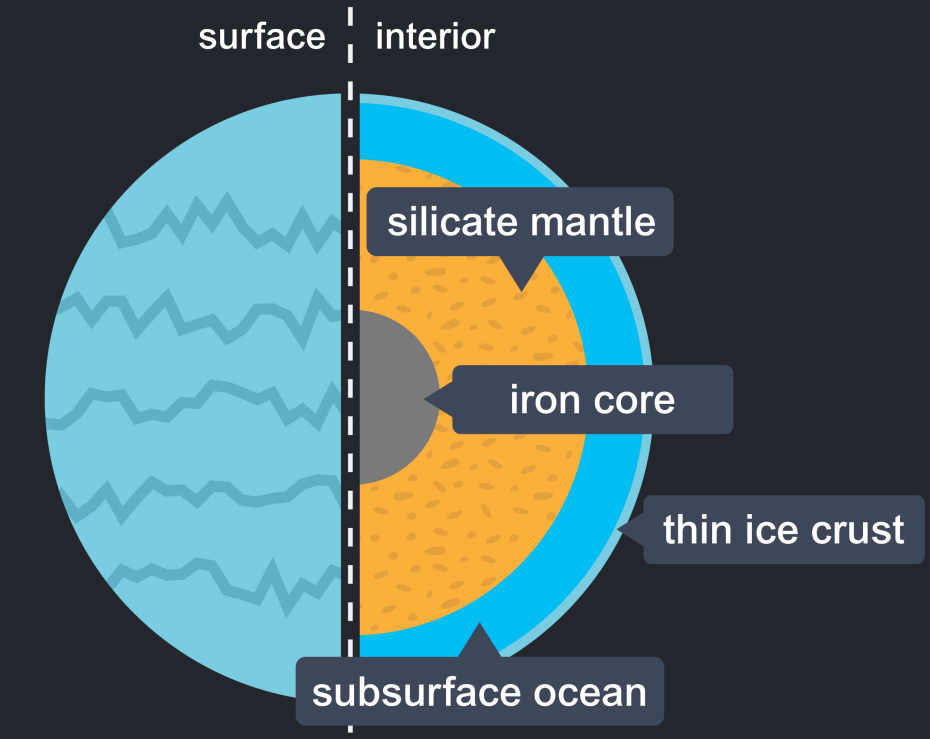 surface
interior
silicate mantle
iron core
thin ice crust
subsurface ocean